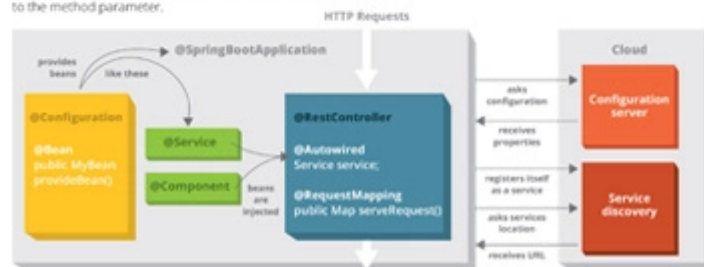 to the method parameter.
HTTP Requests
@SpringBootApplication
provides
beans
like these
@Configuration
@Bean
public MyBean
provideBean()
@Service
@Component
beans
are
injected
@RestController
@Autowired
Service service;
@RequestMapping
public Map serveRequest()
Cloud
asks
configuration
receives
properties
Configuration
server
registers itself
as a service
asks services
location
receives URL
Service
discovery